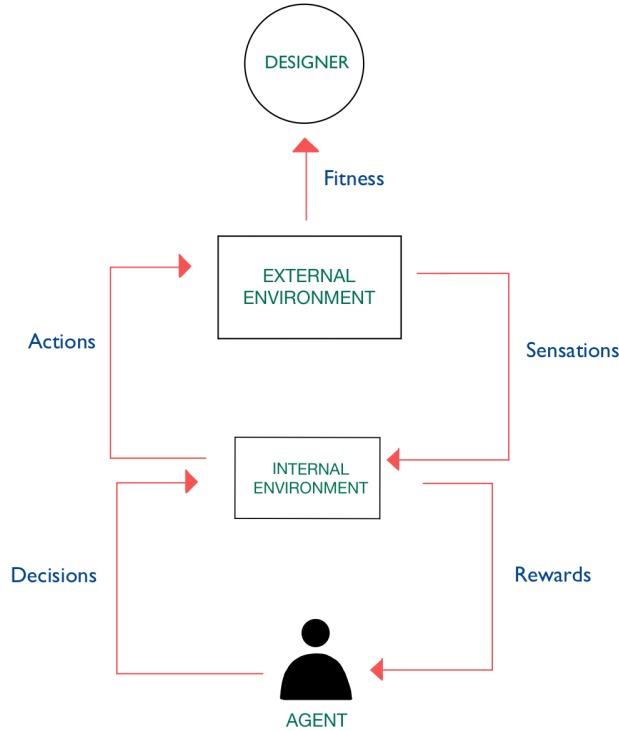 DESIGNER
Fitness
EXTERNAL
ENVIRONMENT
Actions
Sensations
INTERNAL
ENVIRONMENT
Decisions
Rewards
AGENT